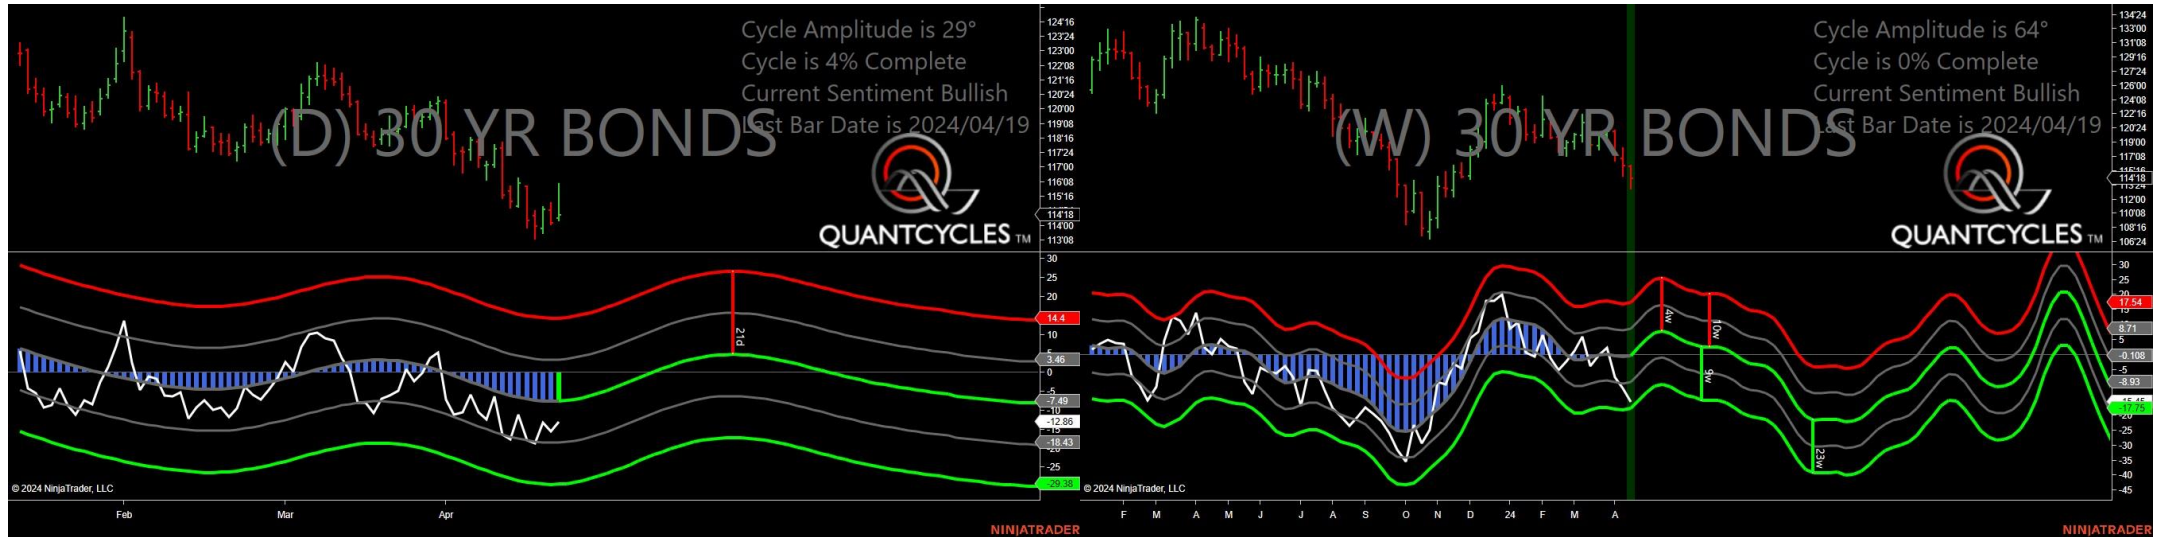 Cycle Amplitude is 29°
Cycle is 4% Complete
Current Sentiment Bullish
Last Bar Date is 2024/04/19
(D) 30 YR BONDS
QUANTCYCLES TM
124'16
123'24
123'00
122'08
121'16
120'24
120'00
119'08
118'16
117'24
117'00
116'08
115'16
114'18
114'00
113'08
30
25
20
14.4
10
3.46
0
-5
-7.49
-10
-12.86
-15
-18.43
-25
-29.38
21d
© 2024 NinjaTrader, LLC
Feb Mar Apr
NINJATRADER
Cycle Amplitude is 64°
Cycle is 0% Complete
Current Sentiment Bullish
Last Bar Date is 2024/04/19
(W) 30 YR BONDS
QUANTCYCLES TM
134'24
133'00
131'08
129'16
127'24
126'00
124'08
122'16
120'24
119'00
117'08
114'18
112'00
110'08
108'16
106'24
30
25
17.54
8.71
5
-0.108
-5
-8.93
-17.75
-25
-30
-35
-40
-45
4w
10w
9w
23w
© 2024 NinjaTrader, LLC
F M A M J J A S O N D 24 F M A
NINJATRADER